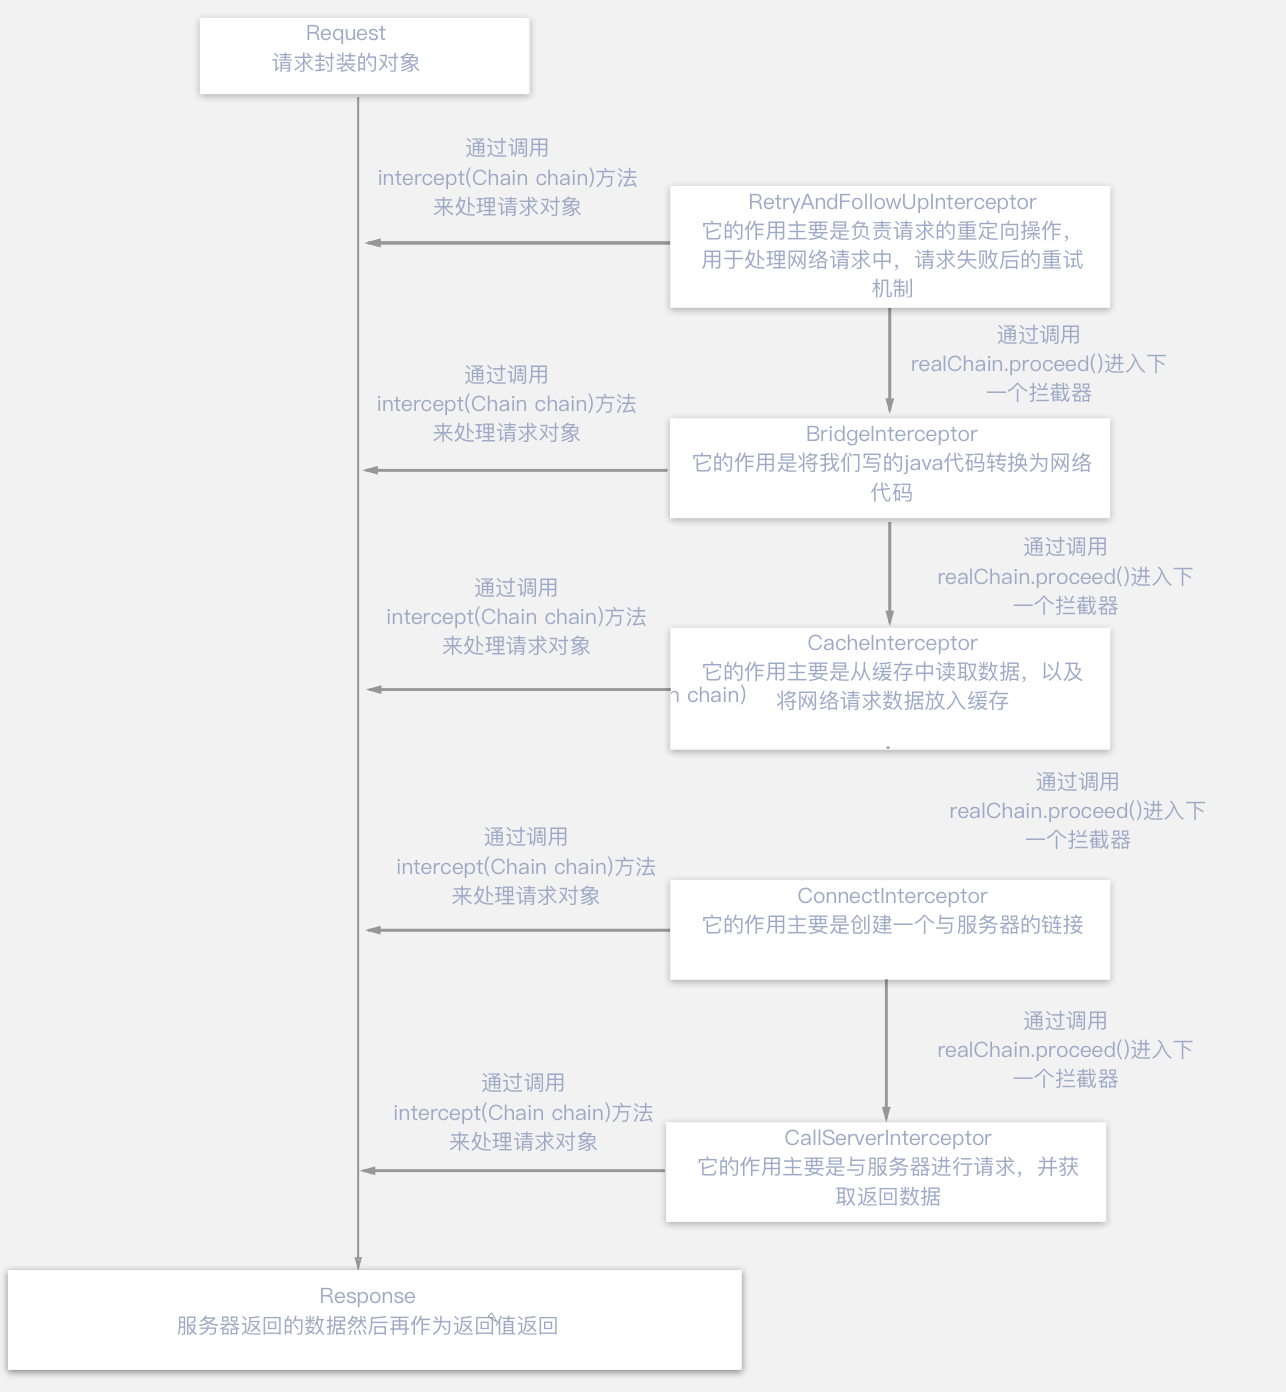 Request
请求封装的对象
通过调用
intercept(Chain chain)方法
来处理请求对象
RetryAndFollowUpInterceptor
它的作用主要是负责请求的重定向操作，
用于处理网络请求中，请求失败后的重试
机制
通过调用
realChain.proceed()进入下
一个拦截器
通过调用
intercept(Chain chain)方法
来处理请求对象
BridgeInterceptor
它的作用是将我们写的java代码转换为网络
代码
通过调用
realChain.proceed()进入下
一个拦截器
通过调用
intercept(Chain chain)方法
来处理请求对象
CacheInterceptor
它的作用主要是从缓存中读取数据，以及
n chain)
将网络请求数据放入缓存
通过调用
realChain.proceed()进入下
一个拦截器
通过调用
intercept(Chain chain)方法
来处理请求对象
ConnectInterceptor
它的作用主要是创建一个与服务器的链接
通过调用
realChain.proceed()进入下
一个拦截器
通过调用
intercept(Chain chain)方法
来处理请求对象
CallServerInterceptor
它的作用主要是与服务器进行请求，并获
取返回数据
Response
服务器返回的数据然后再作为返回值返回